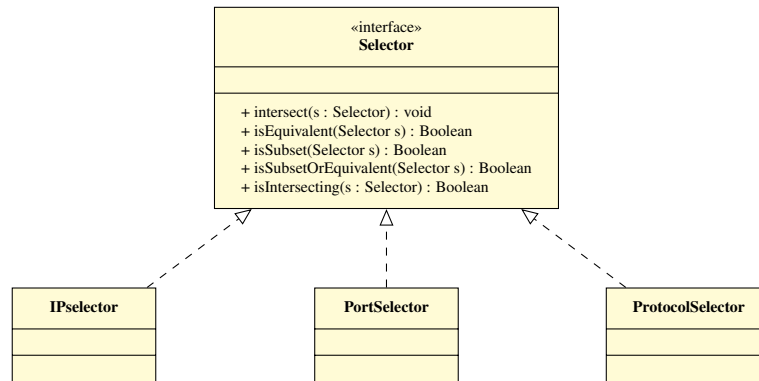 «interface»
Selector
+ intersect(s : Selector) : void
+ isEquivalent(Selector s) : Boolean
+ isSubset(Selector s) : Boolean
+ isSubsetOrEquivalent(Selector s) : Boolean
+ isIntersecting(s : Selector) : Boolean
IPselector
PortSelector
ProtocolSelector